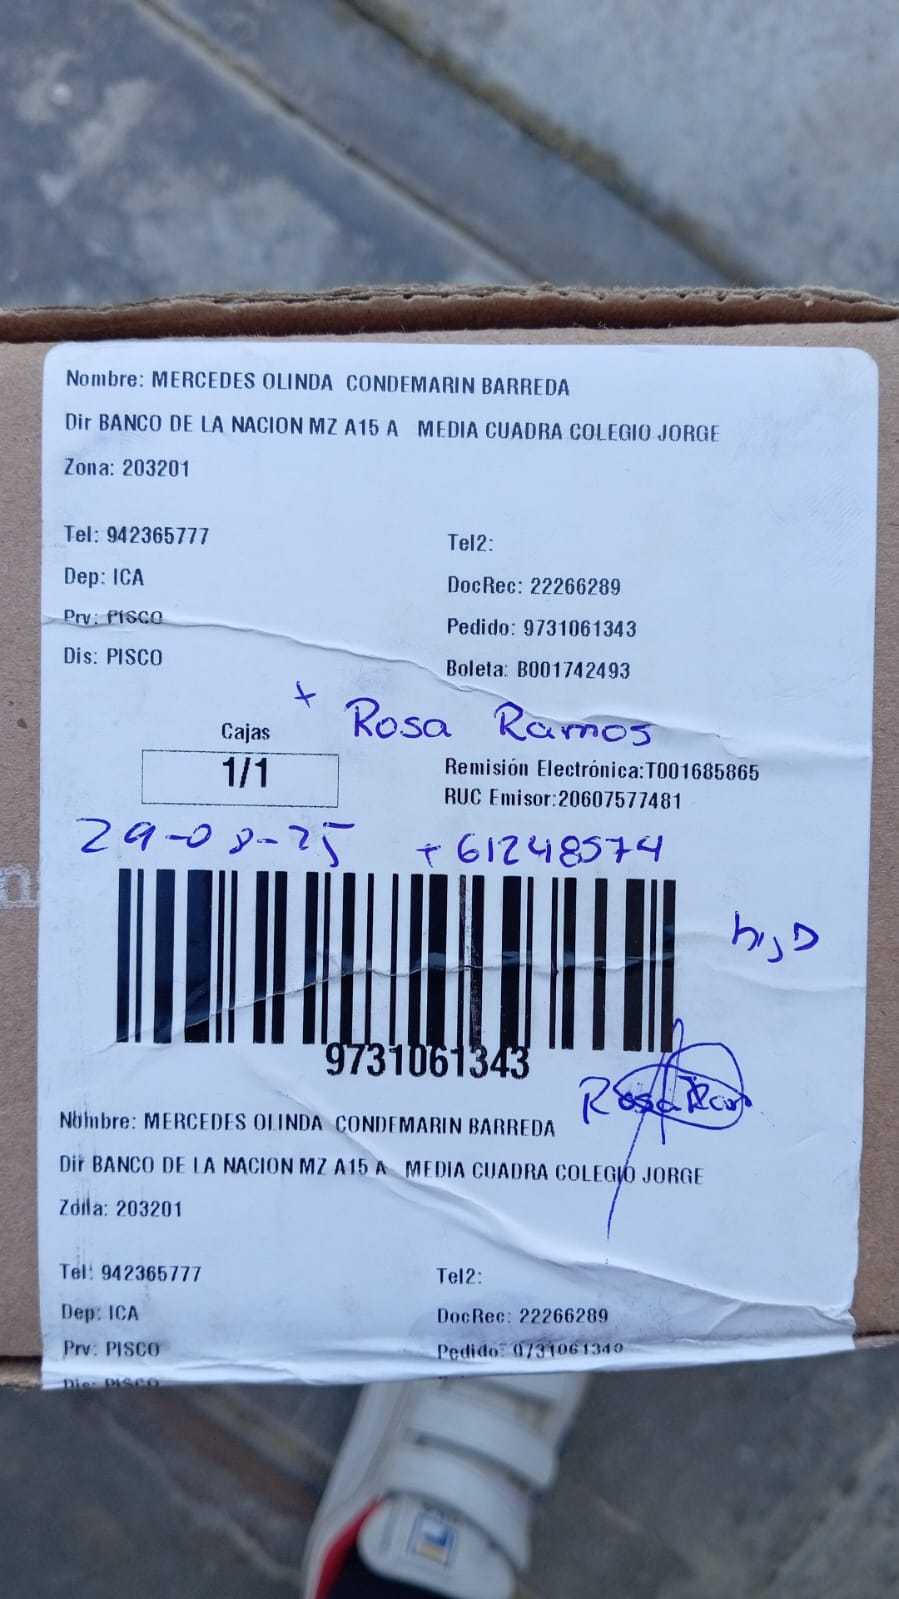 Nombre: MERCEDES OLINDA CONDEMARIN BARREDA
Dir BANCO DE LA NACION MZ A15 A MEDIA CUADRA COLEGIO JORGE
Zona: 203201
Tel: 942365777
Tel2:
Dep: ICA
DocRec: 22266289
Prv: PISCO
Pedido: 9731061343
Dis: PISCO
Boleta: B001742493
+ Rosa Ramos
Cajas
1/1
Remisión Electrónica:T001685865
RUC Emisor:20607577481
29-08-25
+61248574
9731061343
Nombre: MERCEDES OLINDA CONDEMARIN BARREDA
Dir BANCO DE LA NACION MZ A15 A MEDIA CUADRA COLEGIO JORGE
Zona: 203201
Tel: 942365777
Tel2:
Dep: ICA
DocRec: 22266289
Prv: PISCO
Pedido:
Dis: PISCO